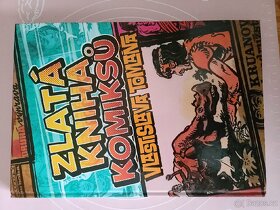 ZLATÁ
KNIHA
KOMIKSŮ
VLASTISLAVA TOMANA